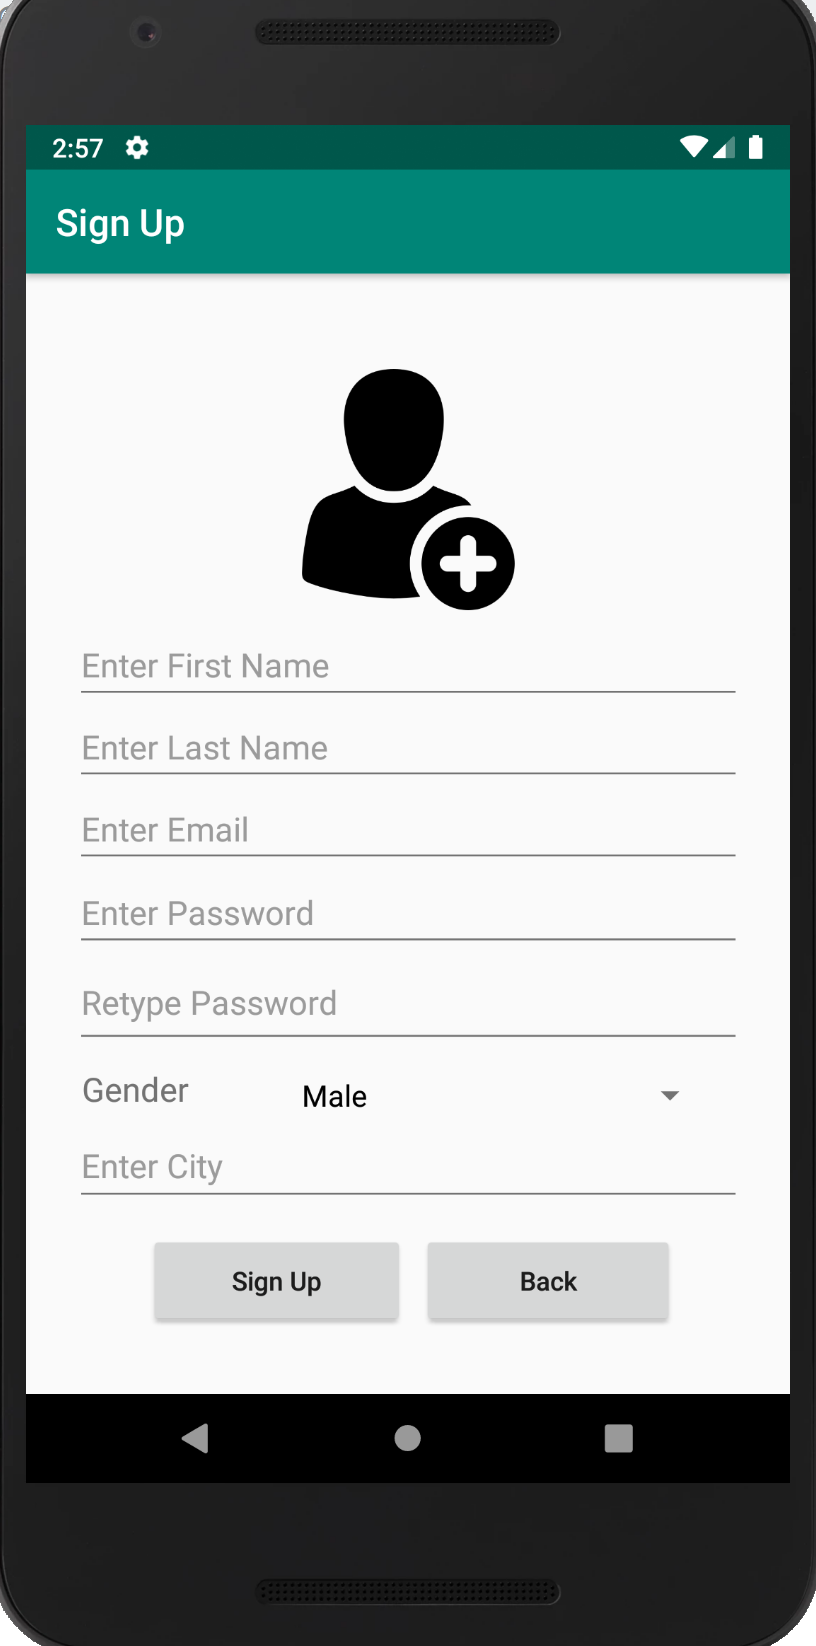 2:57
Sign Up
Enter First Name
Enter Last Name
Enter Email
Enter Password
Retype Password
Gender Male
Enter City
Sign Up Back